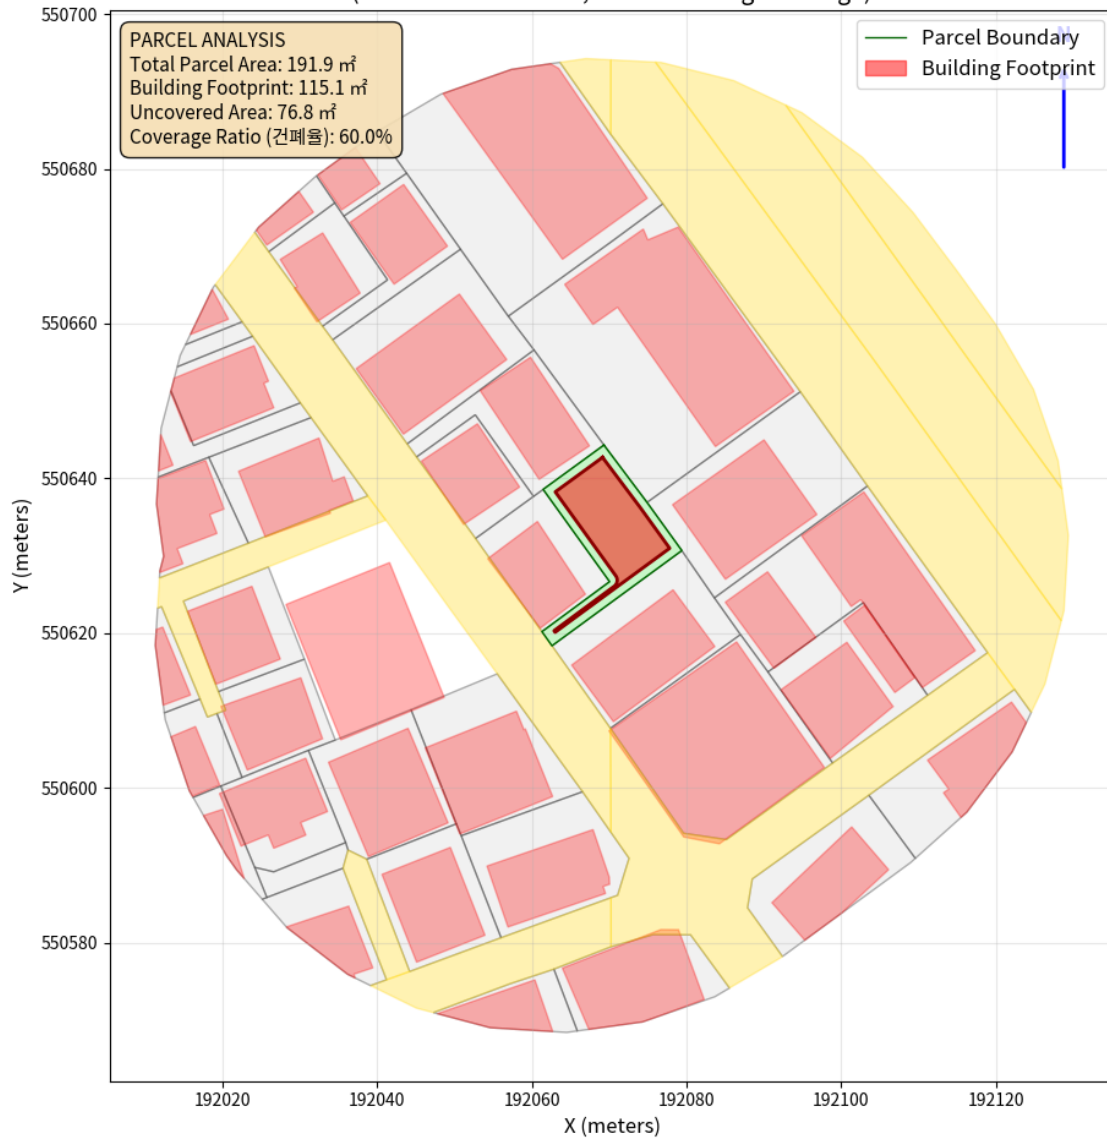 550700
PARCEL ANALYSIS
Total Parcel Area: 191.9 ㎡
Building Footprint: 115.1 ㎡
Uncovered Area: 76.8 ㎡
Coverage Ratio (건폐율): 60.0%
Parcel Boundary
Building Footprint
N
550680
550660
550640
550620
550600
550580
Y (meters)
192020
192040
192060
192080
192100
192120
X (meters)